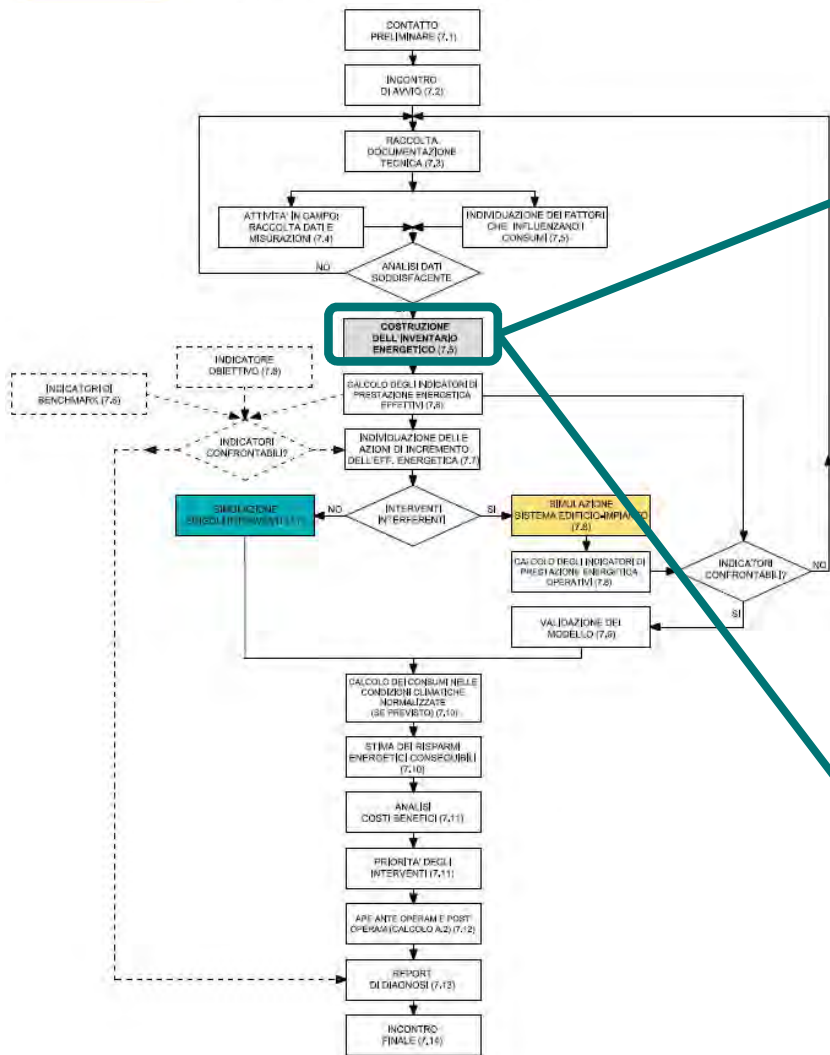 CONTATTO
PRELIMINARE (7.1)
INCONTRO
DI AVVIO (7.2)
RACCOLTA
DOCUMENTAZIONE
TECNICA (7.3)
ATTIVITA' IN CAMPO:
RACCOLTA DATI E
MISURAZIONI (7.4)
INDIVIDUAZIONE DEI FATTORI
CHE INFLUENZANO I
CONSUMI (7.5)
NO
ANALISI DATI
SODDISFACENTE
COSTRUZIONE
DELL'INVENTARIO
ENERGETICO (7.5)
INDICATORE
OBIETTIVO (7.8)
INDICATORI DI
BENCHMARK (7.6)
CALCOLO DEGLI INDICATORI DI
PRESTAZIONE ENERGETICA
EFFETTIVI (7.6)
INDICATORI
CONFRONTABILI?
INDIVIDUAZIONE DELLE
AZIONI DI INCREMENTO
DELL'EFF. ENERGETICA (7.7)
SIMULAZIONE
SINGOLI INTERVENTI
NO
INTERVENTI
INTERFERENTI
SI
SIMULAZIONE
SISTEMA EDIFICIO-IMPIANTO
(7.8)
CALCOLO DEGLI INDICATORI DI
PRESTAZIONE ENERGETICA
OPERATIVI (7.8)
INDICATORI
CONFRONTABILI?
NO
SI
VALIDAZIONE DEL
MODELLO (7.9)
CALCOLO DEI CONSUMI NELLE
CONDIZIONI CLIMATICHE
NORMALIZZATE
(SE PREVISTO) (7.10)
STIMA DEI RISPARMI
ENERGETICI CONSEGUIBILI
(7.10)
ANALISI
COSTI BENEFICI (7.11)
PRIORITA' DEGLI
INTERVENTI (7.11)
APE ANTE OPERAM E POST
OPERAM (CALCOLO A.2) (7.12)
REPORT
DI DIAGNOSI (7.13)
INCONTRO
FINALE (7.14)